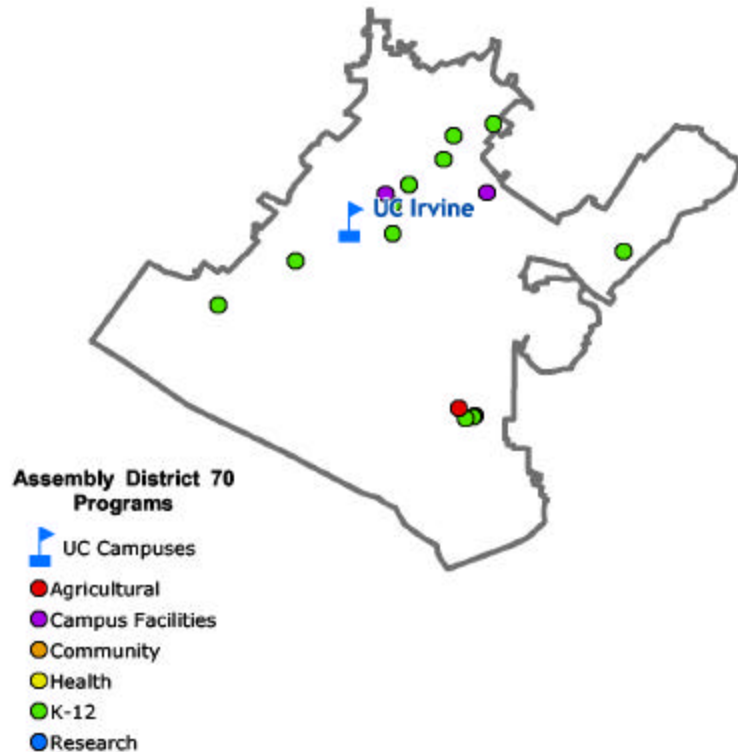 UC Irvine
Assembly District 70
Programs
UC Campuses
Agricultural
Campus Facilities
Community
Health
K-12
Research